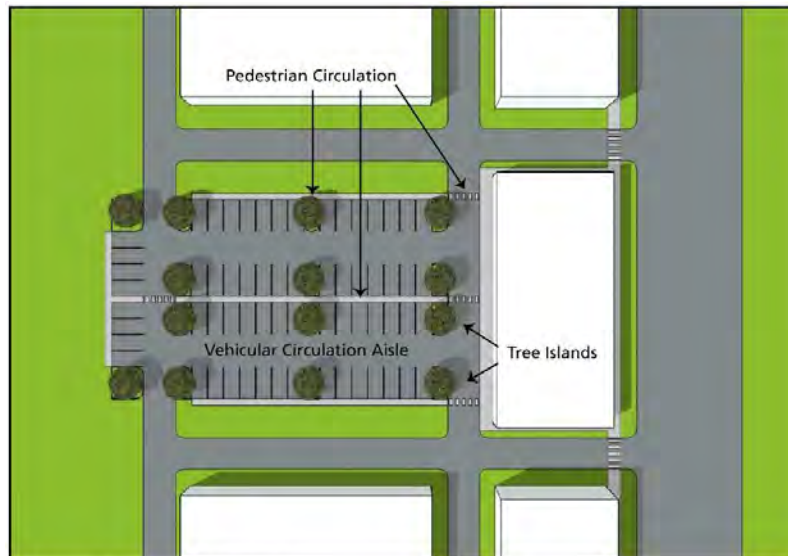 Pedestrian Circulation
Vehicular Circulation Aisle
Tree Islands